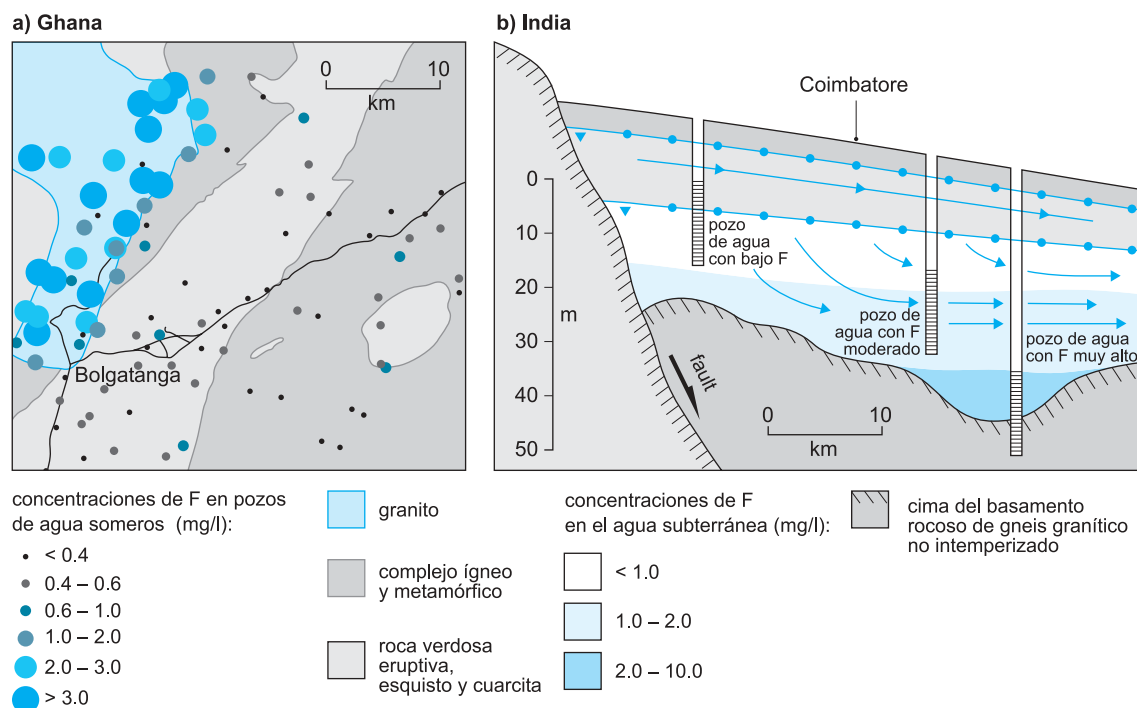 a) Ghana
0 10
km
Bolgatanga
concentraciones de F en pozos
de agua someros (mg/l):
< 0.4
0.4 – 0.6
0.6 – 1.0
1.0 – 2.0
2.0 – 3.0
> 3.0
granito
complejo ígneo
y metamórfico
roca verdosa
eruptiva,
esquisto y cuarcita
b) India
Coimbatore
0
10
20
30
40
50
m
pozo
de agua
con bajo F
pozo de
agua con F
moderado
pozo de agua
con F muy alto
fault
0 10
km
concentraciones de F
en el agua subterránea (mg/l):
< 1.0
1.0 – 2.0
2.0 – 10.0
cima del basamento
rocoso de gneis granítico
no intemperizado